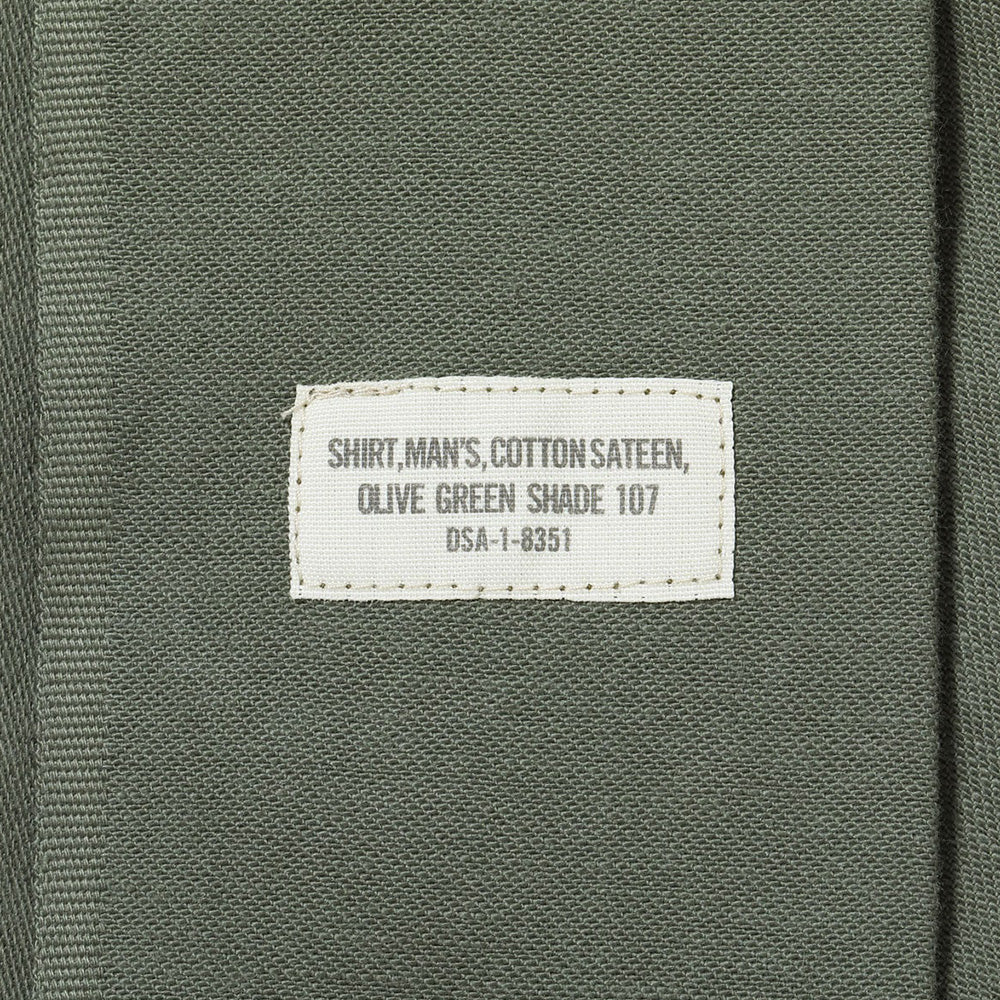 SHIRT,MAN'S,COTTON SATEEN,
OLIVE GREEN SHADE 107
DSA-1-8351